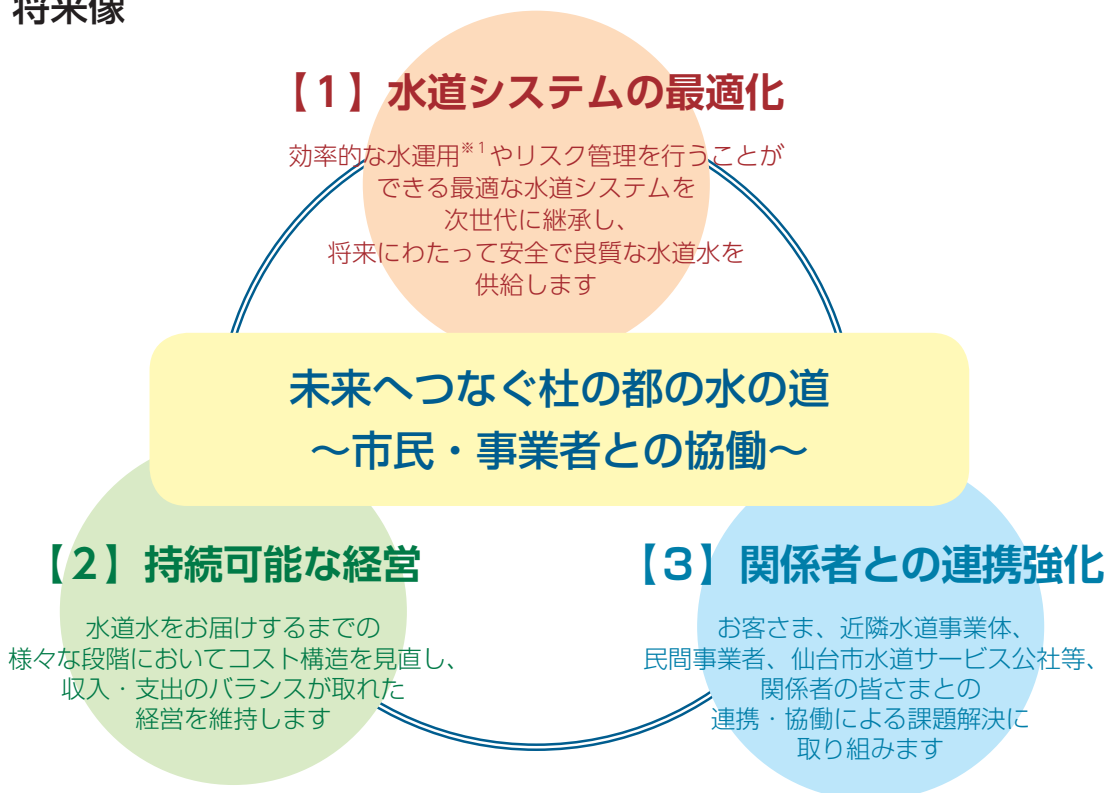 将来像
【1】水道システムの最適化
効率的な水運用※1やリスク管理を行うことが
できる最適な水道システムを
次世代に継承し、
将来にわたって安全で良質な水道水を
供給します
未来へつなぐ杜の都の水の道
～市民・事業者との協働～
【2】持続可能な経営
水道水をお届けするまでの
様々な段階においてコスト構造を見直し、
収入・支出のバランスが取れた
経営を維持します
【3】関係者との連携強化
お客さま、近隣水道事業体、
民間事業者、仙台市水道サービス公社等、
関係者の皆さまとの
連携・協働による課題解決に
取り組みます